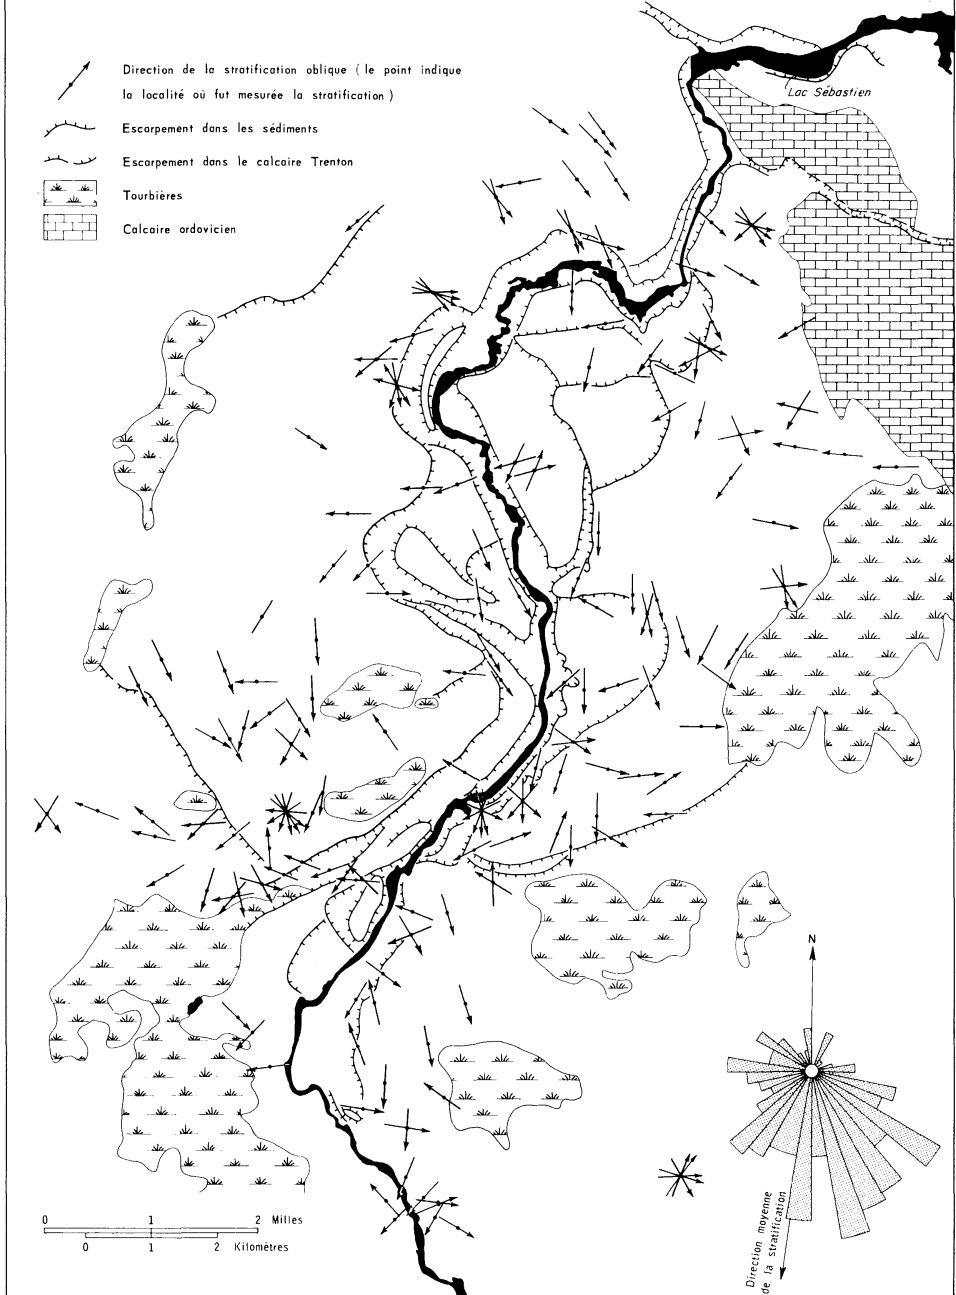 Direction de la stratification oblique ( le point indique
la localité où fut mesurée la stratification )
Escarpement dans les sédiments
Escarpement dans le calcaire Trenton
Tourbières
Calcaire ordovicien
Lac Sébastien
N
Direction moyenne
de la stratification
0 1 2 Milles
0 1 2 Kilomètres